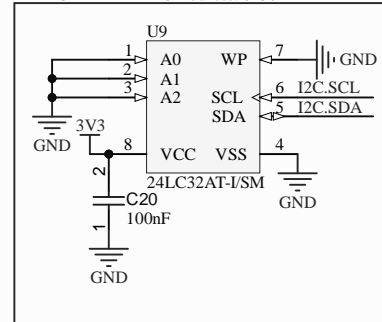 U9
1 A0 WP 7 GND
2 A1
3 A2 SCL 6 I2C.SCL
SDA 5 I2C.SDA
GND
3V3
8 VCC VSS 4
24LC32AT-I/SM
2
C20
100nF
1
GND
GND